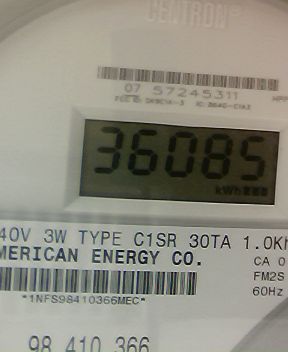 CENTRON®
07 57245311
36085
kWh
40V 3W TYPE C1SR 30TA 1.0Kh
MERICAN ENERGY CO.
CA 0
FM2S
60Hz
*1NFS98410366MEC*
98 410 366